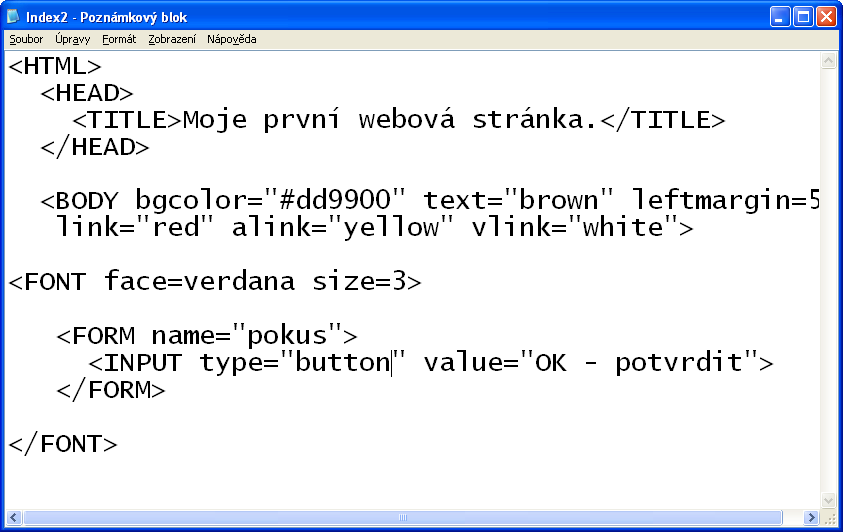 Index2 - Poznámkový blok
Soubor Úpravy Formát Zobrazení Nápověda
<HTML>
<HEAD>
<TITLE>Moje první webová stránka.</TITLE>
</HEAD>
<BODY bgcolor="#dd9900" text="brown" leftmargin=5
link="red" alink="yellow" vlink="white">
<FONT face=verdana size=3>
<FORM name="pokus">
<INPUT type="button" value="OK - potvrdit">
</FORM>
</FONT>